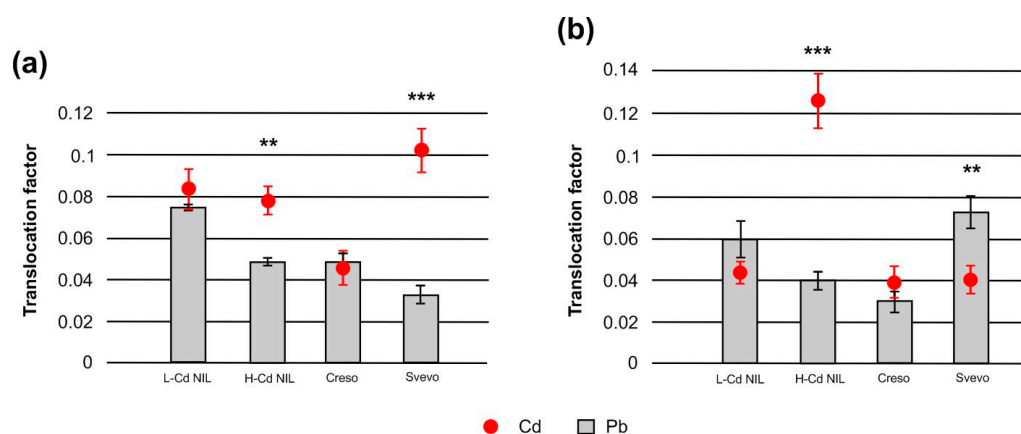 (a)
Translocation factor
0.12
0.1
0.08
0.06
0.04
0.02
0
**
***
L-Cd NIL H-Cd NIL Creso Svevo
(b)
Translocation factor
0.14
0.12
0.1
0.08
0.06
0.04
0.02
0
***
**
L-Cd NIL H-Cd NIL Creso Svevo
Cd Pb